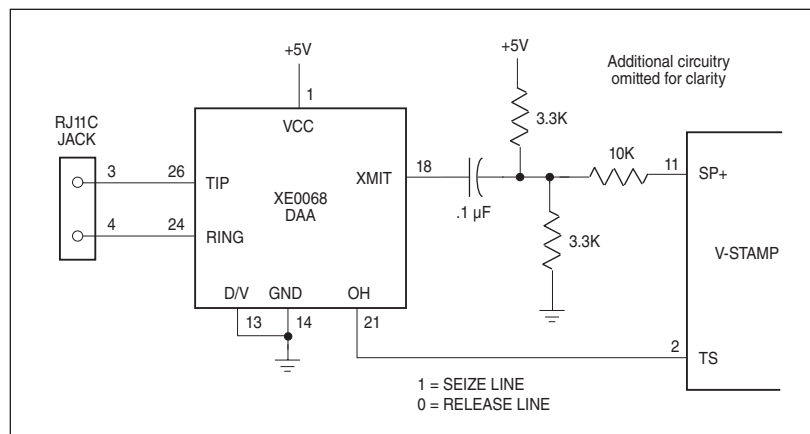 +5V
+5V
Additional circuitry
omitted for clarity
1
RJ11C
JACK
VCC
3.3K
10K
3
26
TIP
XMIT
18
11
SP+
XE0068
DAA
.1 µF
4
24
RING
3.3K
V-STAMP
D/V
GND
OH
13
14
21
2
TS
1 = SEIZE LINE
0 = RELEASE LINE